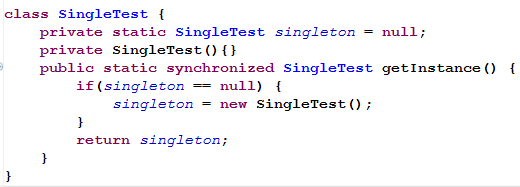 class SingleTest {
    private static SingleTest singleton = null;
    private SingleTest(){}
    public static synchronized SingleTest getInstance() {
        if(singleton == null) {
            singleton = new SingleTest();
        }
        return singleton;
    }
}